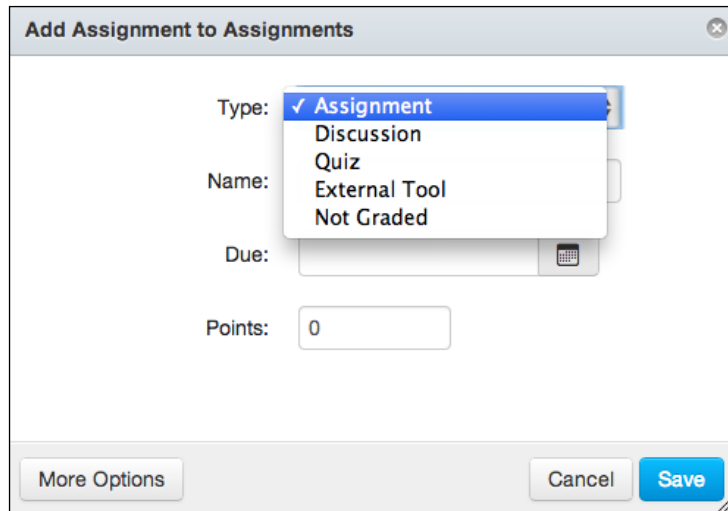 Add Assignment to Assignments
Type: ✓ Assignment
Discussion
Quiz
Name: External Tool
Not Graded
Due:
Points: 0
More Options Cancel Save